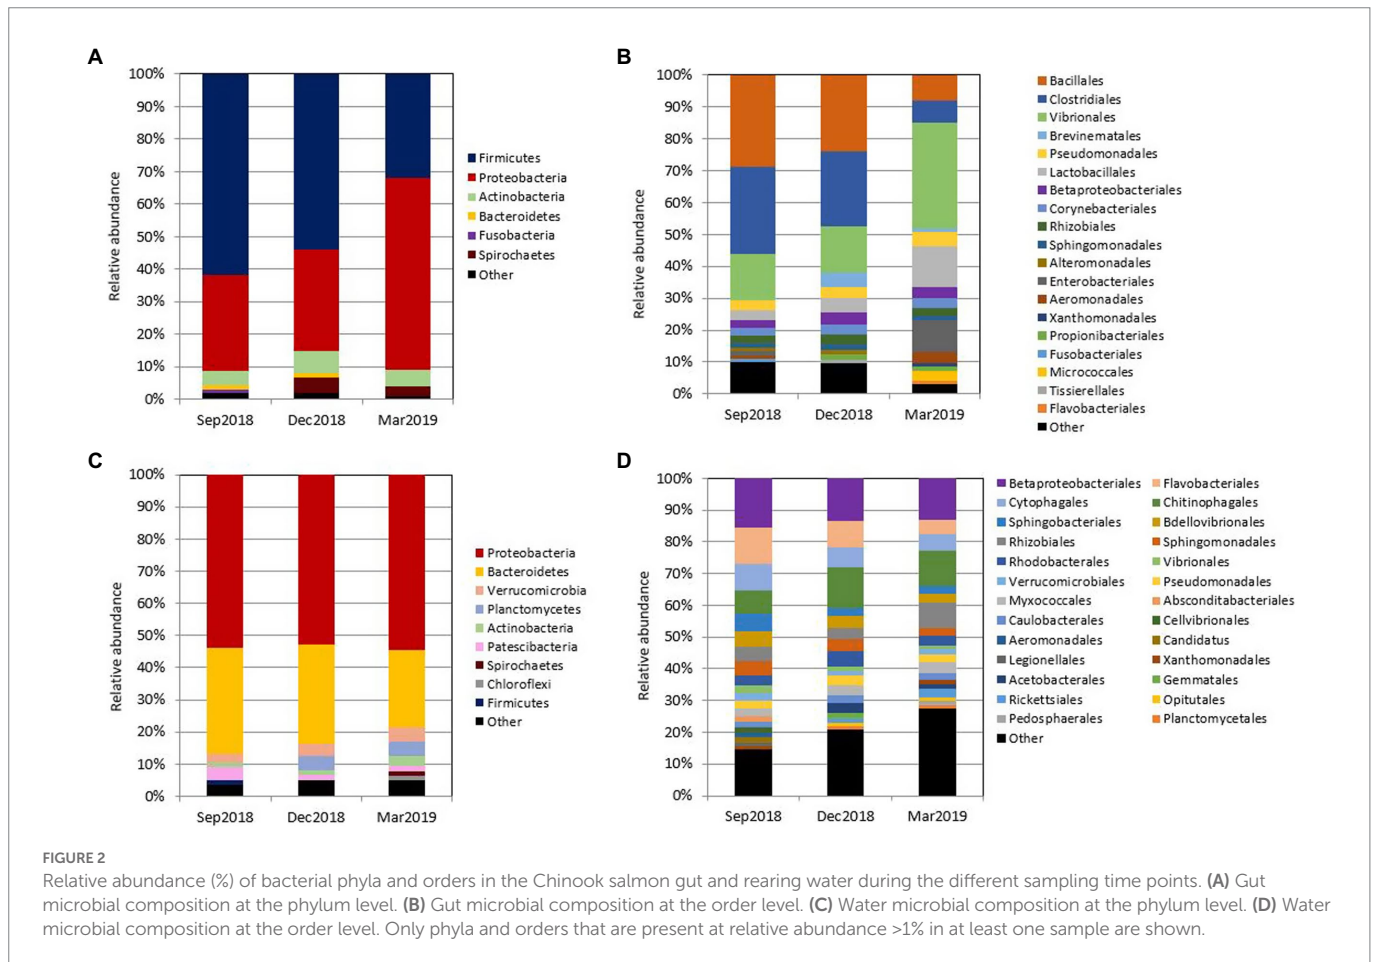 A
100%
90%
80%
70%
60%
50%
40%
30%
20%
10%
0%
Relative abundance
Sep2018 Dec2018 Mar2019
Firmicutes
Proteobacteria
Actinobacteria
Bacteroidetes
Fusobacteria
Spirochaetes
Other
B
100%
90%
80%
70%
60%
50%
40%
30%
20%
10%
0%
Relative abundance
Sep2018 Dec2018 Mar2019
Bacillales
Clostridiales
Vibrionales
Brevinematales
Pseudomonadales
Lactobacillales
Betaproteobacteriales
Corynebacteriales
Rhizobiales
Sphingomonadales
Alteromonadales
Enterobacteriales
Aeromonadales
Xanthomonadales
Propionibacteriales
Fusobacteriales
Micrococcales
Tissierellales
Flavobacteriales
Other
C
100%
90%
80%
70%
60%
50%
40%
30%
20%
10%
0%
Relative abundance
Sep2018 Dec2018 Mar2019
Proteobacteria
Bacteroidetes
Verrucomicrobia
Planctomycetes
Actinobacteria
Patescibacteria
Spirochaetes
Chloroflexi
Firmicutes
Other
D
100%
90%
80%
70%
60%
50%
40%
30%
20%
10%
0%
Relative abundance
Sep2018 Dec2018 Mar2019
Betaproteobacteriales Flavobacteriales
Cytophagales Chitinophagales
Sphingobacteriales Bdellovibrionales
Rhizobiales Sphingomonadales
Rhodobacterales Vibrionales
Verrucomicrobiales Pseudomonadales
Myxococcales Absconditabacteriales
Caulobacterales Cellvibrionales
Aeromonadales Candidatus
Legionellales Xanthomonadales
Acetobacterales Gemmatales
Rickettsiales Opitutales
Pedosphaerales Planctomycetales
Other
FIGURE 2
Relative abundance (%) of bacterial phyla and orders in the Chinook salmon gut and rearing water during the different sampling time points. (A) Gut
microbial composition at the phylum level. (B) Gut microbial composition at the order level. (C) Water microbial composition at the phylum level. (D) Water
microbial composition at the order level. Only phyla and orders that are present at relative abundance >1% in at least one sample are shown.